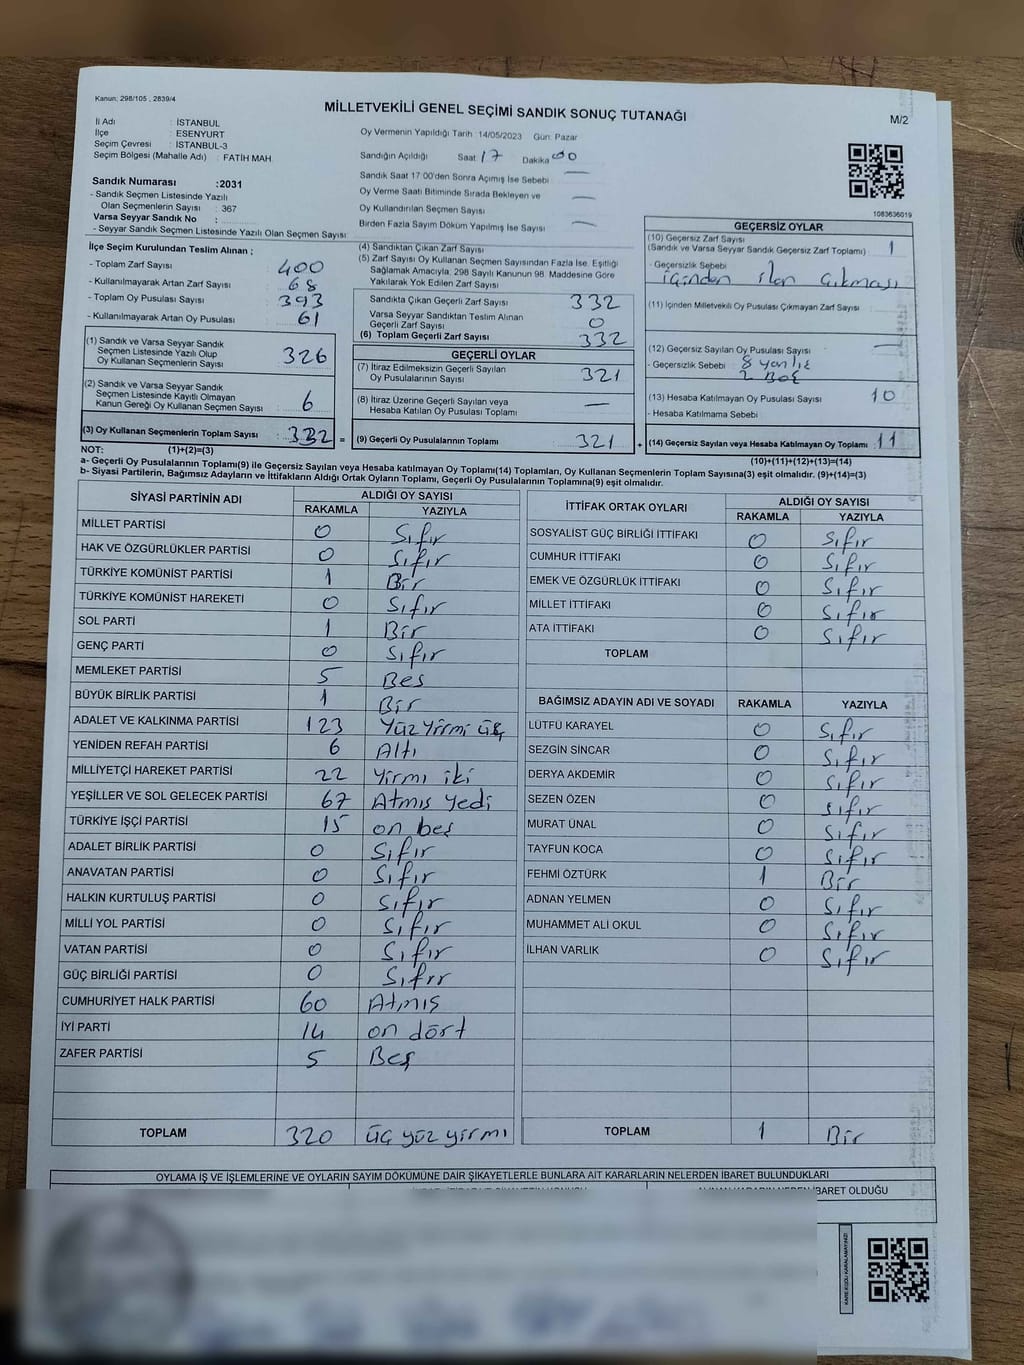 Kanun: 298/105 , 2839/4
MİLLETVEKİLİ GENEL SEÇİMİ SANDIK SONUÇ TUTANAĞI
M/2
İl Adı : İSTANBUL
İlçe : ESENYURT
Seçim Çevresi : İSTANBUL-3
Seçim Bölgesi (Mahalle Adı) : FATİH MAH
Sandık Numarası :2031
- Sandık Seçmen Listesinde Yazılı
Olan Seçmenlerin Sayısı : 367
Varsa Seyyar Sandık No :
- Seyyar Sandık Seçmen Listesinde Yazılı Olan Seçmen Sayısı:
Oy Vermenin Yapıldığı Tarih :14/05/2023 Gün: Pazar
Sandığın Açıldığı Saat 17 Dakika 00
Sandık Saat 17:00'den Sonra Açımış İse Sebebi —
Oy Verme Saati Bitiminde Sırada Bekleyen ve
Oy Kullandırılan Seçmen Sayısı —
Birden Fazla Sayım Döküm Yapılmış İse Sayısı —
1083636019
İlçe Seçim Kurulundan Teslim Alınan ;
- Toplam Zarf Sayısı 400
- Kullanılmayarak Artan Zarf Sayısı 68
- Toplam Oy Pusulası Sayısı 393
- Kullanılmayarak Artan Oy Pusulası 61
(1) Sandık ve Varsa Seyyar Sandık
Seçmen Listesinde Yazılı Olup
Oy Kullanan Seçmenlerin Sayısı 326
(2) Sandık ve Varsa Seyyar Sandık
Seçmen Listesinde Kayıtlı Olmayan
Kanun Gereği Oy Kullanan Seçmen Sayısı 6
(3) Oy Kullanan Seçmenlerin Toplam Sayısı 332 =
(4) Sandıktan Çıkan Zarf Sayısı
(5) Zarf Sayısı Oy Kullanan Seçmen Sayısından Fazla İse, Eşitliği
Sağlamak Amacıyla, 298 Sayılı Kanunun 98. Maddesine Göre
Yakılarak Yok Edilen Zarf Sayısı
Sandıkta Çıkan Geçerli Zarf Sayısı 332
Varsa Seyyar Sandıktan Teslim Alınan
Geçerli Zarf Sayısı 0
(6) Toplam Geçerli Zarf Sayısı 332
GEÇERLİ OYLAR
(7) İtiraz Edilmeksizin Geçerli Sayılan
Oy Pusulalarının Sayısı 321
(8) İtiraz Üzerine Geçerli Sayılan veya
Hesaba Katılan Oy Pusulası Toplamı —
(9) Geçerli Oy Pusulalarının Toplamı 321 +
GEÇERSİZ OYLAR
(10) Geçersiz Zarf Sayısı
(Sandık ve Varsa Seyyar Sandık Geçersiz Zarf Toplamı) 1
- Geçersizlik Sebebi
(11) İçinden Milletvekili Oy Pusulası Çıkmayan Zarf Sayısı
(12) Geçersiz Sayılan Oy Pusulası Sayısı —
- Geçersizlik Sebebi 8 yanlış
2 Boş
(13) Hesaba Katılmayan Oy Pusulası Sayısı 10
- Hesaba Katılmama Sebebi
(14) Geçersiz Sayılan veya Hesaba Katılmayan Oy Toplamı 11
NOT: (1)+(2)=(3) (10)+(11)+(12)+(13)=(14)
a- Geçerli Oy Pusulalarının Toplamı(9) ile Geçersiz Sayılan veya Hesaba katılmayan Oy Toplamı(14) Toplamları, Oy Kullanan Seçmenlerin Toplam Sayısına(3) eşit olmalıdır. (9)+(14)=(3)
b- Siyasi Partilerin, Bağımsız Adayların ve İttifakların Aldığı Ortak Oyların Toplamı, Geçerli Oy Pusulalarının Toplamına(9) eşit olmalıdır.
SİYASİ PARTİNİN ADI ALDIĞI OY SAYISI
RAKAMLA YAZIYLA
MİLLET PARTİSİ 0 Sıfır
HAK VE ÖZGÜRLÜKLER PARTİSİ 0 Sıfır
TÜRKİYE KOMÜNİST PARTİSİ 1 Bir
TÜRKİYE KOMÜNİST HAREKETİ 0 Sıfır
SOL PARTİ 1 Bir
GENÇ PARTİ 0 Sıfır
MEMLEKET PARTİSİ 5 Bes
BÜYÜK BİRLİK PARTİSİ 1 Bir
ADALET VE KALKINMA PARTİSİ 123 Yüz Yirmi üç
YENİDEN REFAH PARTİSİ 6 Altı
MİLLİYETÇİ HAREKET PARTİSİ 22 Yirmi iki
YEŞİLLER VE SOL GELECEK PARTİSİ 67 Atmış Yedi
TÜRKİYE İŞÇİ PARTİSİ 15 on beş
ADALET BİRLİK PARTİSİ 0 Sıfır
ANAVATAN PARTİSİ 0 Sıfır
HALKIN KURTULUŞ PARTİSİ 0 Sıfır
MİLLİ YOL PARTİSİ 0 Sıfır
VATAN PARTİSİ 0 Sıfır
GÜÇ BİRLİĞİ PARTİSİ 0 Sıfır
CUMHURİYET HALK PARTİSİ 60 Atmış
İYİ PARTİ 14 on dört
ZAFER PARTİSİ 5 Beş
TOPLAM 320 üç yüz yirmi
İTTİFAK ORTAK OYLARI ALDIĞI OY SAYISI
RAKAMLA YAZIYLA
SOSYALİST GÜÇ BİRLİĞİ İTTİFAKI 0 Sıfır
CUMHUR İTTİFAKI 0 Sıfır
EMEK VE ÖZGÜRLÜK İTTİFAKI 0 Sıfır
MİLLET İTTİFAKI 0 Sıfır
ATA İTTİFAKI 0 Sıfır
TOPLAM
BAĞIMSIZ ADAYIN ADI VE SOYADI RAKAMLA YAZIYLA
LÜTFÜ KARAYEL 0 Sıfır
SEZGİN SİNCAR 0 Sıfır
DERYA AKDEMİR 0 Sıfır
SEZEN ÖZEN 0 Sıfır
MURAT ÜNAL 0 Sıfır
TAYFUN KOCA 0 Sıfır
FEHMİ ÖZTÜRK 1 Bir
ADNAN YELMEN 0 Sıfır
MUHAMMET ALİ OKUL 0 Sıfır
İLHAN VARLIK 0 Sıfır
TOPLAM 1 Bir
OYLAMA İŞ VE İŞLEMLERİNE VE OYLARIN SAYIM DÖKÜMÜNE DAİR ŞİKAYETLERLE BUNLARA AİT KARARLARIN NELERDEN İBARET BULUNDUKLARI
ALINAN KARARIN NEDEN İBARET OLDUĞU
KARE KODU KARALAMAYINIZ!